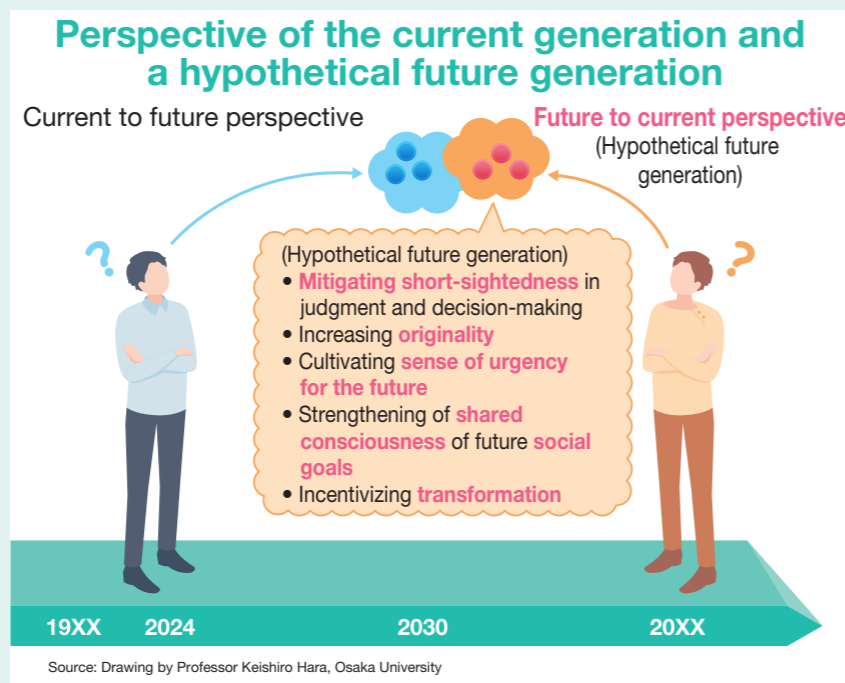 Perspective of the current generation and
a hypothetical future generation
Current to future perspective
Future to current perspective
(Hypothetical future
generation)
?
?
(Hypothetical future generation)
• Mitigating short-sightedness in
judgment and decision-making
• Increasing originality
• Cultivating sense of urgency
for the future
• Strengthening of shared
consciousness of future social
goals
• Incentivizing transformation
19XX 2024 2030 20XX
Source: Drawing by Professor Keishiro Hara, Osaka University